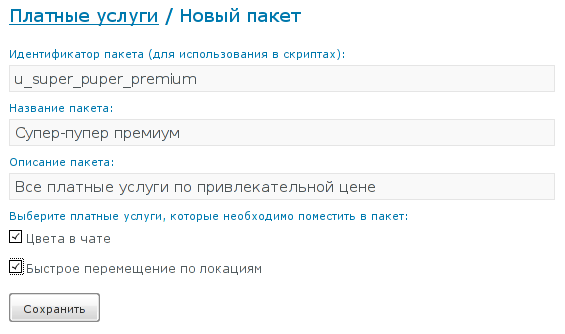 Платные услуги / Новый пакет
Идентификатор пакета (для использования в скриптах):
u_super_puper_premium
Название пакета:
Супер-пупер премиум
Описание пакета:
Все платные услуги по привлекательной цене
Выберите платные услуги, которые необходимо поместить в пакет:
Цвета в чате
Быстрое перемещение по локациям
Сохранить